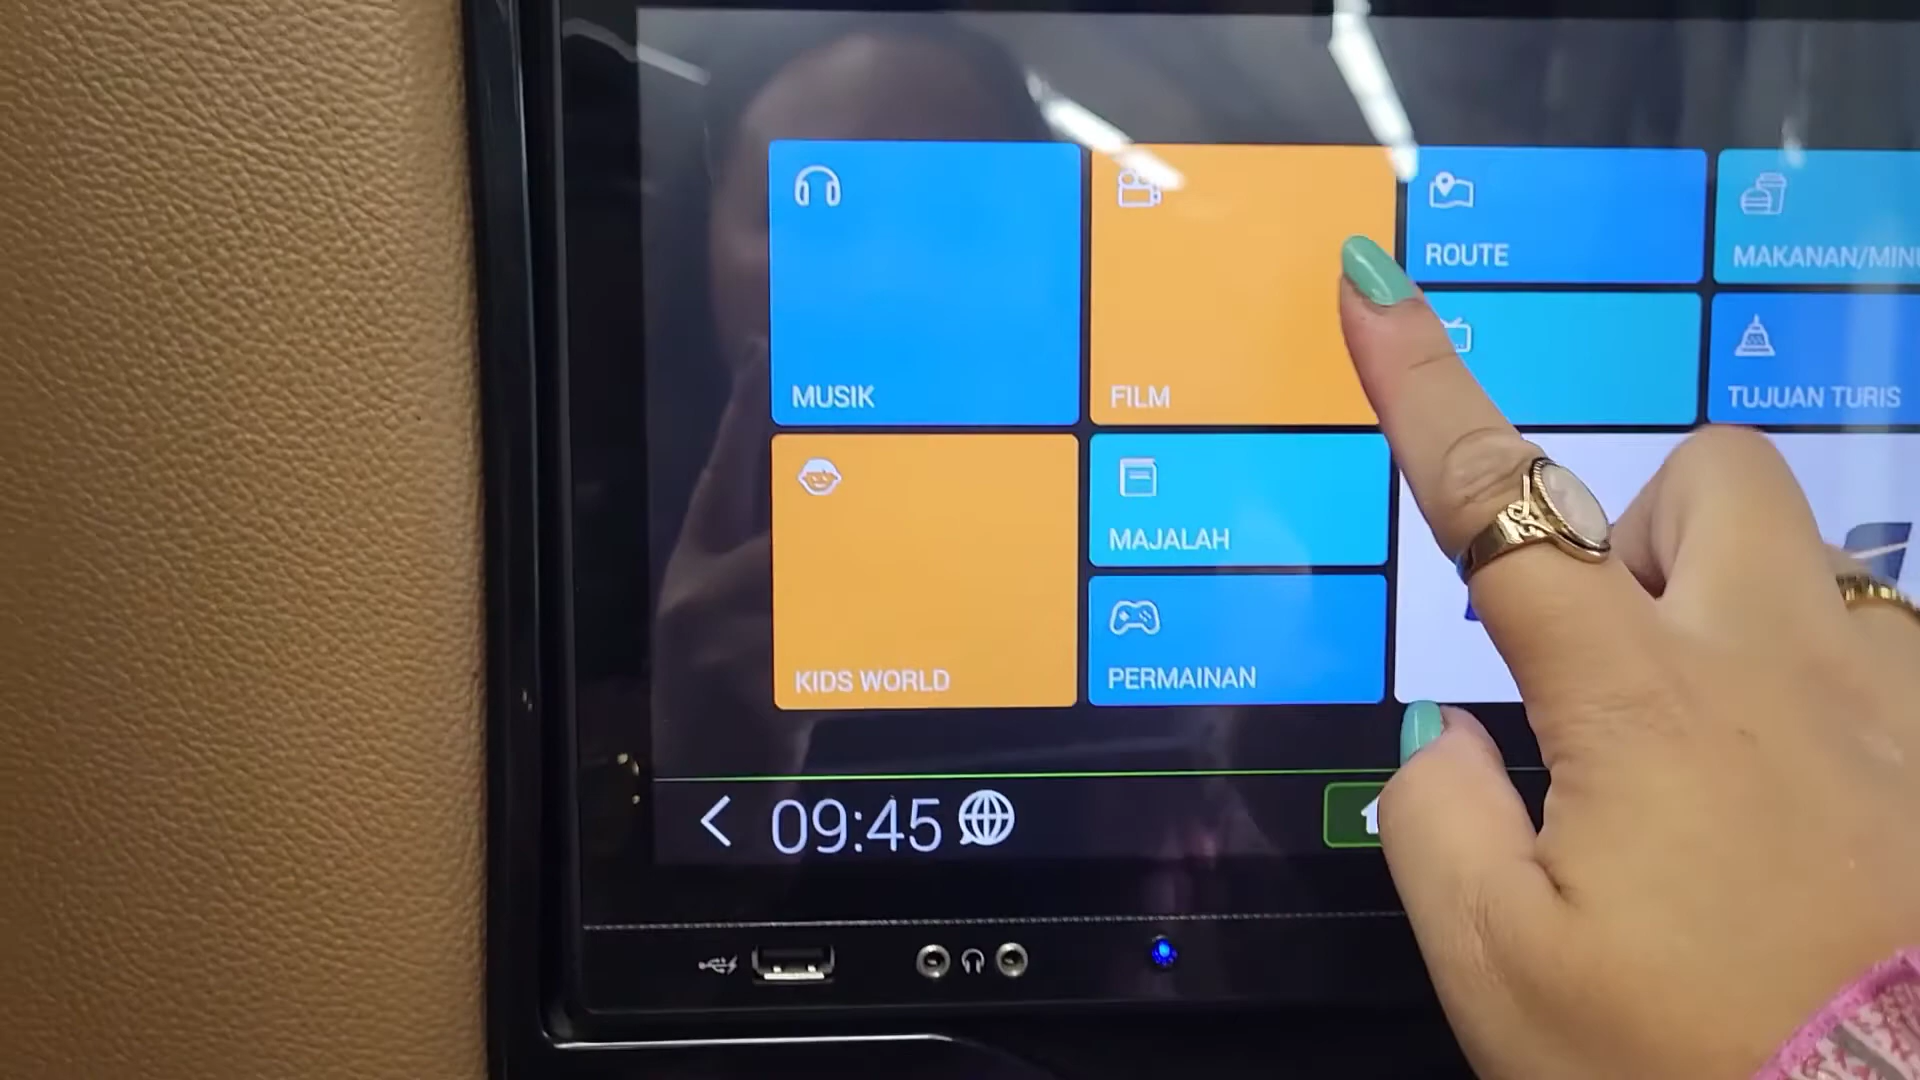 MUSIK
FILM
ROUTE
TUJUAN TURIS
KIDS WORLD
MAJALAH
PERMAINAN
09:45